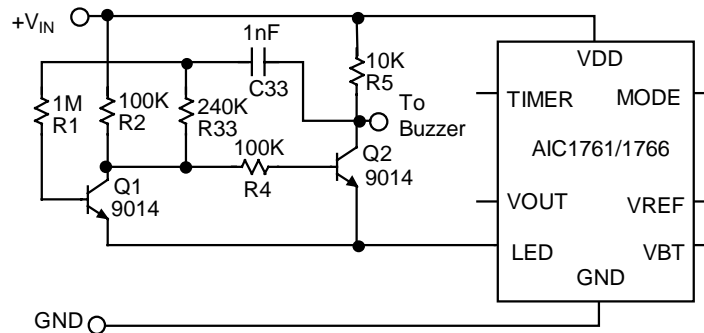 +VIN
1nF
C33
10K
R5
VDD
1M
R1
100K
R2
240K
R33
To
Buzzer
TIMER
MODE
100K
R4
AIC1761/1766
Q1
9014
Q2
9014
VOUT
VREF
LED
VBT
GND
GND